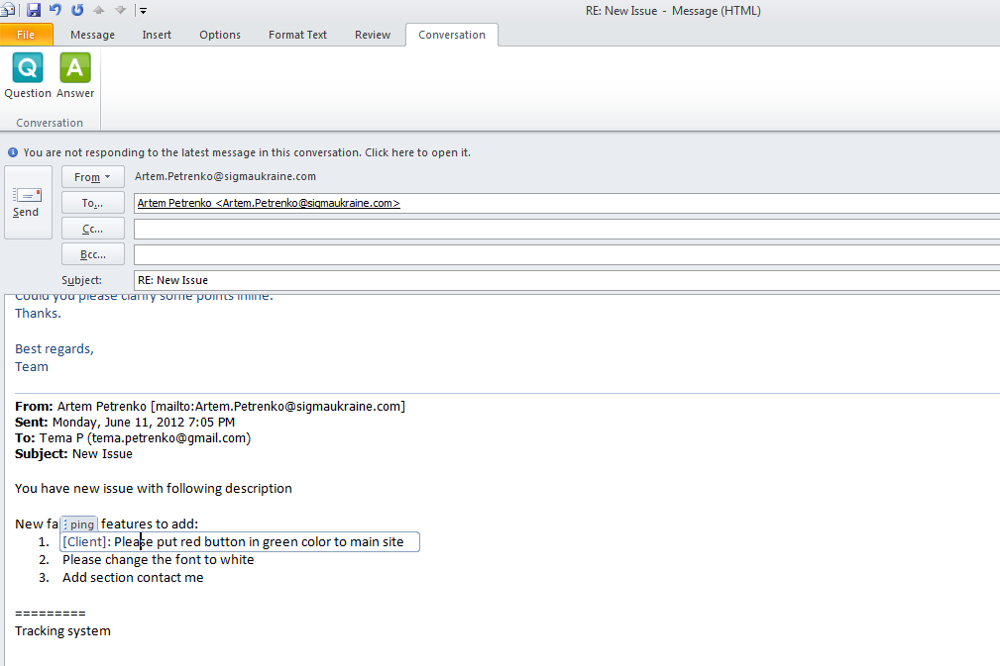 RE: New Issue - Message (HTML)
File Message Insert Options Format Text Review Conversation
Q A
Question Answer
Conversation
You are not responding to the latest message in this conversation. Click here to open it.
From Artem.Petrenko@sigmaukraine.com
To... Artem Petrenko <Artem.Petrenko@sigmaukraine.com>
Send
Cc...
Bcc...
Subject: RE: New Issue
Could you please clarify some points inline.
Thanks.
Best regards,
Team
From: Artem Petrenko [mailto:Artem.Petrenko@sigmaukraine.com]
Sent: Monday, June 11, 2012 7:05 PM
To: Tema P (tema.petrenko@gmail.com)
Subject: New Issue
You have new issue with following description
New fa ping features to add:
1. [Client]: Please put red button in green color to main site
2. Please change the font to white
3. Add section contact me
=========
Tracking system